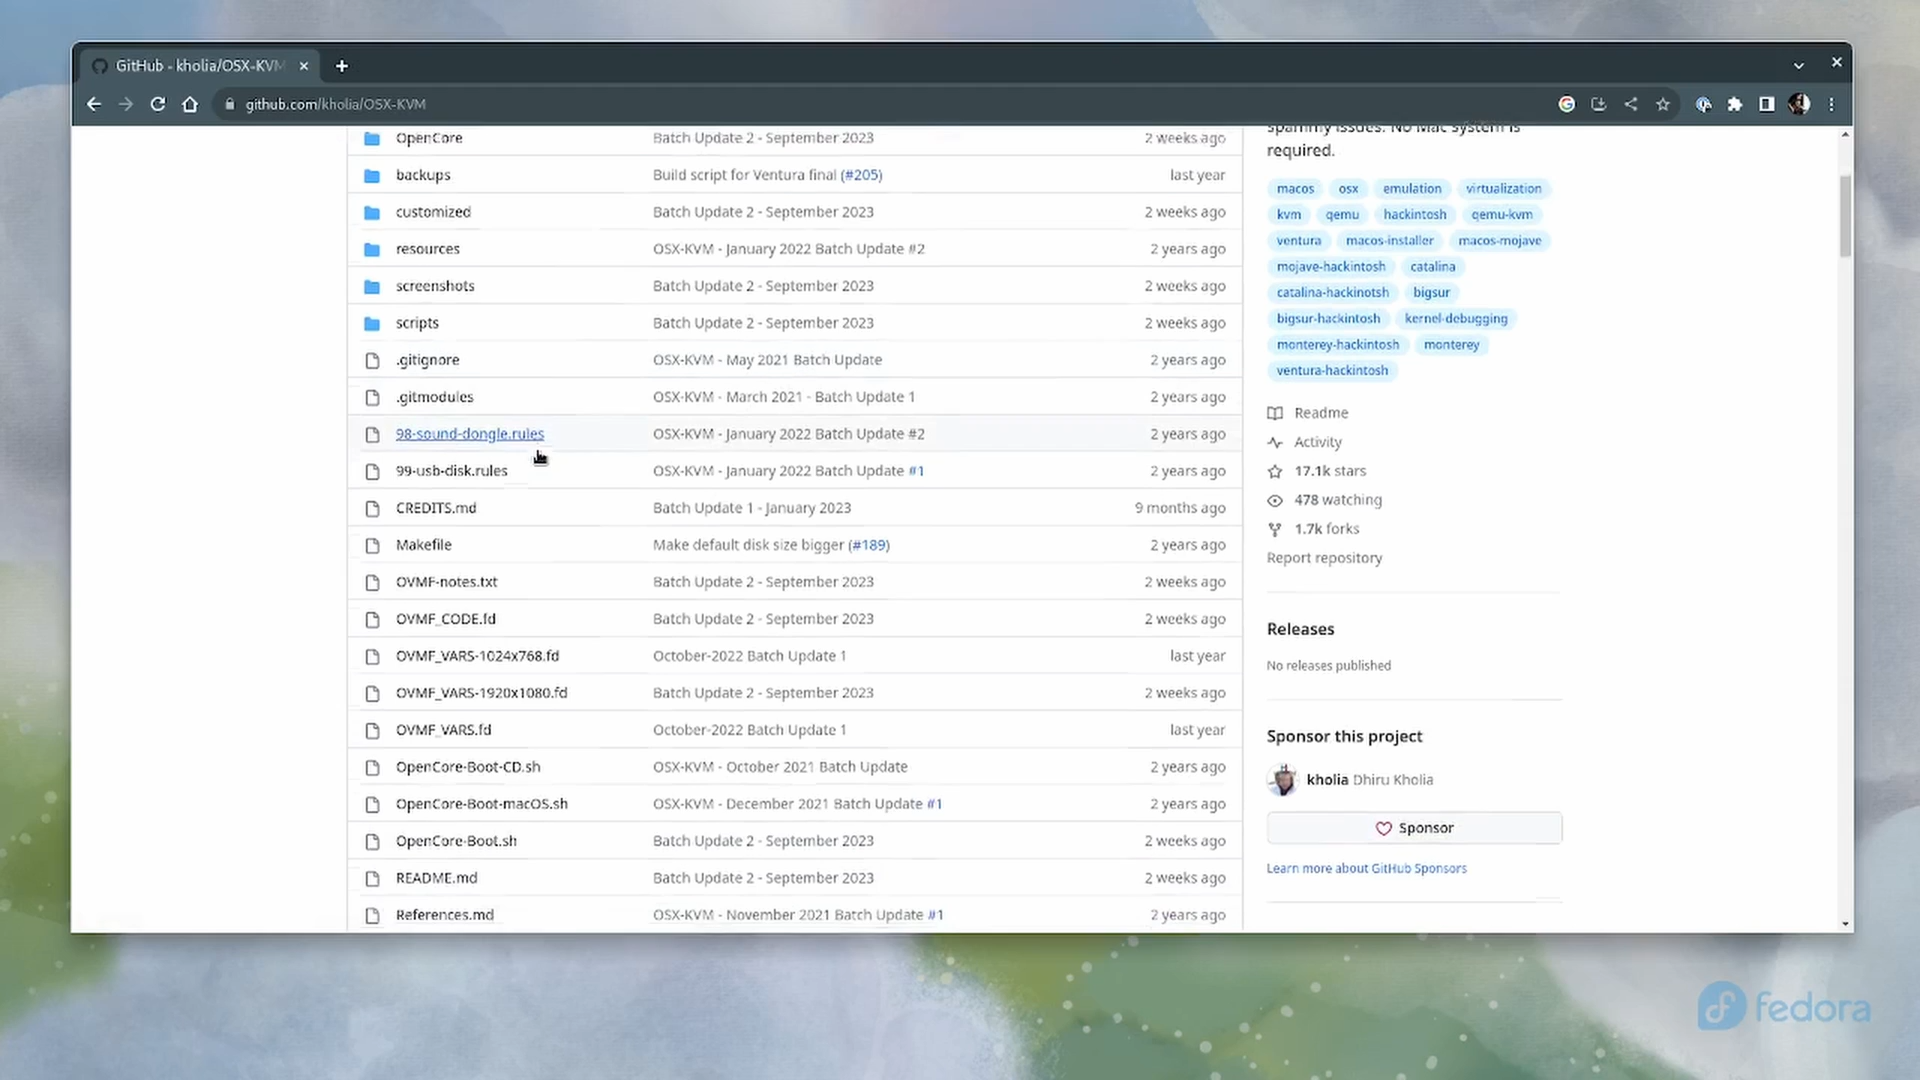 GitHub - kholia/OSX-KVM
github.com/kholia/OSX-KVM
OpenCore Batch Update 2 - September 2023 2 weeks ago
backups Build script for Ventura final (#205) last year
customized Batch Update 2 - September 2023 2 weeks ago
resources OSX-KVM - January 2022 Batch Update #2 2 years ago
screenshots Batch Update 2 - September 2023 2 weeks ago
scripts Batch Update 2 - September 2023 2 weeks ago
.gitignore OSX-KVM - May 2021 Batch Update 2 years ago
.gitmodules OSX-KVM - March 2021 - Batch Update 1 2 years ago
98-sound-dongle.rules OSX-KVM - January 2022 Batch Update #2 2 years ago
99-usb-disk.rules OSX-KVM - January 2022 Batch Update #1 2 years ago
CREDITS.md Batch Update 1 - January 2023 9 months ago
Makefile Make default disk size bigger (#189) 2 years ago
OVMF-notes.txt Batch Update 2 - September 2023 2 weeks ago
OVMF_CODE.fd Batch Update 2 - September 2023 2 weeks ago
OVMF_VARS-1024x768.fd October-2022 Batch Update 1 last year
OVMF_VARS-1920x1080.fd Batch Update 2 - September 2023 2 weeks ago
OVMF_VARS.fd October-2022 Batch Update 1 last year
OpenCore-Boot-CD.sh OSX-KVM - October 2021 Batch Update 2 years ago
OpenCore-Boot-macOS.sh OSX-KVM - December 2021 Batch Update #1 2 years ago
OpenCore-Boot.sh Batch Update 2 - September 2023 2 weeks ago
README.md Batch Update 2 - September 2023 2 weeks ago
References.md OSX-KVM - November 2021 Batch Update #1 2 years ago
spammy issues. No Mac system is
required.
macos osx emulation virtualization
kvm qemu hackintosh qemu-kvm
ventura macos-installer macos-mojave
mojave-hackintosh catalina
catalina-hackinotsh bigsur
bigsur-hackintosh kernel-debugging
monterey-hackintosh monterey
ventura-hackintosh
Readme
Activity
17.1k stars
478 watching
1.7k forks
Report repository
Releases
No releases published
Sponsor this project
kholia Dhiru Kholia
Sponsor
Learn more about GitHub Sponsors
fedora